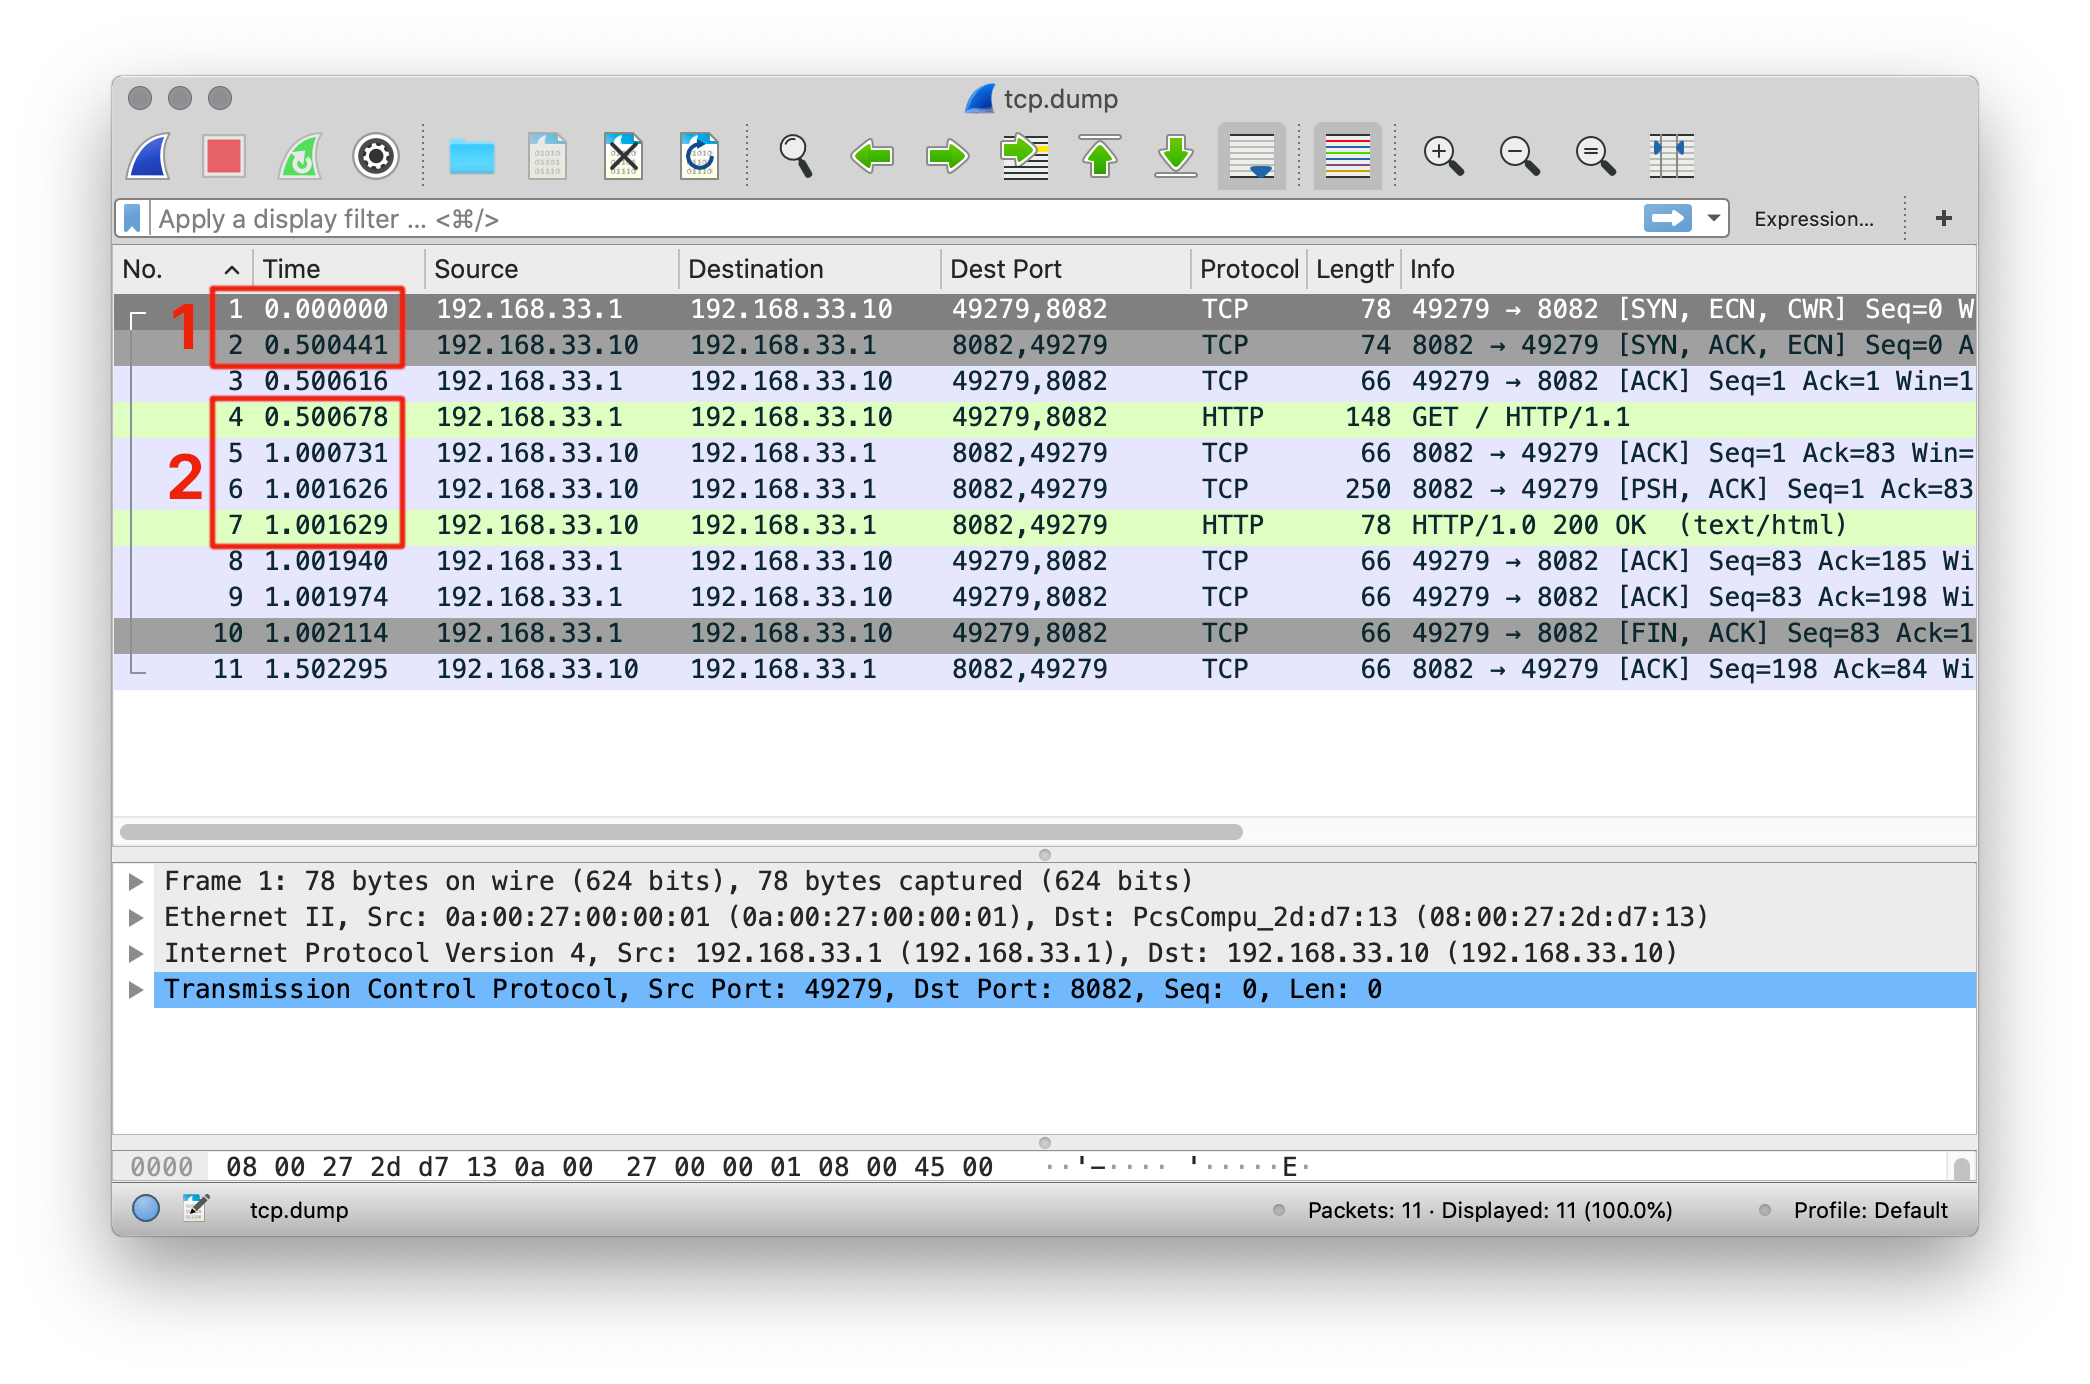 tcp.dump
Apply a display filter ... <⌘/>
Expression... +
No. Time Source Destination Dest Port Protocol Length Info
1
1 0.000000 192.168.33.1 192.168.33.10 49279,8082 TCP 78 49279 → 8082 [SYN, ECN, CWR] Seq=0 W
2 0.500441 192.168.33.10 192.168.33.1 8082,49279 TCP 74 8082 → 49279 [SYN, ACK, ECN] Seq=0 A
3 0.500616 192.168.33.1 192.168.33.10 49279,8082 TCP 66 49279 → 8082 [ACK] Seq=1 Ack=1 Win=1
2
4 0.500678 192.168.33.1 192.168.33.10 49279,8082 HTTP 148 GET / HTTP/1.1
5 1.000731 192.168.33.10 192.168.33.1 8082,49279 TCP 66 8082 → 49279 [ACK] Seq=1 Ack=83 Win=
6 1.001626 192.168.33.10 192.168.33.1 8082,49279 TCP 250 8082 → 49279 [PSH, ACK] Seq=1 Ack=83
7 1.001629 192.168.33.10 192.168.33.1 8082,49279 HTTP 78 HTTP/1.0 200 OK (text/html)
8 1.001940 192.168.33.1 192.168.33.10 49279,8082 TCP 66 49279 → 8082 [ACK] Seq=83 Ack=185 Wi
9 1.001974 192.168.33.1 192.168.33.10 49279,8082 TCP 66 49279 → 8082 [ACK] Seq=83 Ack=198 Wi
10 1.002114 192.168.33.1 192.168.33.10 49279,8082 TCP 66 49279 → 8082 [FIN, ACK] Seq=83 Ack=1
11 1.502295 192.168.33.10 192.168.33.1 8082,49279 TCP 66 8082 → 49279 [ACK] Seq=198 Ack=84 Wi
Frame 1: 78 bytes on wire (624 bits), 78 bytes captured (624 bits)
Ethernet II, Src: 0a:00:27:00:00:01 (0a:00:27:00:00:01), Dst: PcsCompu_2d:d7:13 (08:00:27:2d:d7:13)
Internet Protocol Version 4, Src: 192.168.33.1 (192.168.33.1), Dst: 192.168.33.10 (192.168.33.10)
Transmission Control Protocol, Src Port: 49279, Dst Port: 8082, Seq: 0, Len: 0
0000 08 00 27 2d d7 13 0a 00 27 00 00 01 08 00 45 00 ··'-···· '·····E·
tcp.dump Packets: 11 · Displayed: 11 (100.0%) Profile: Default